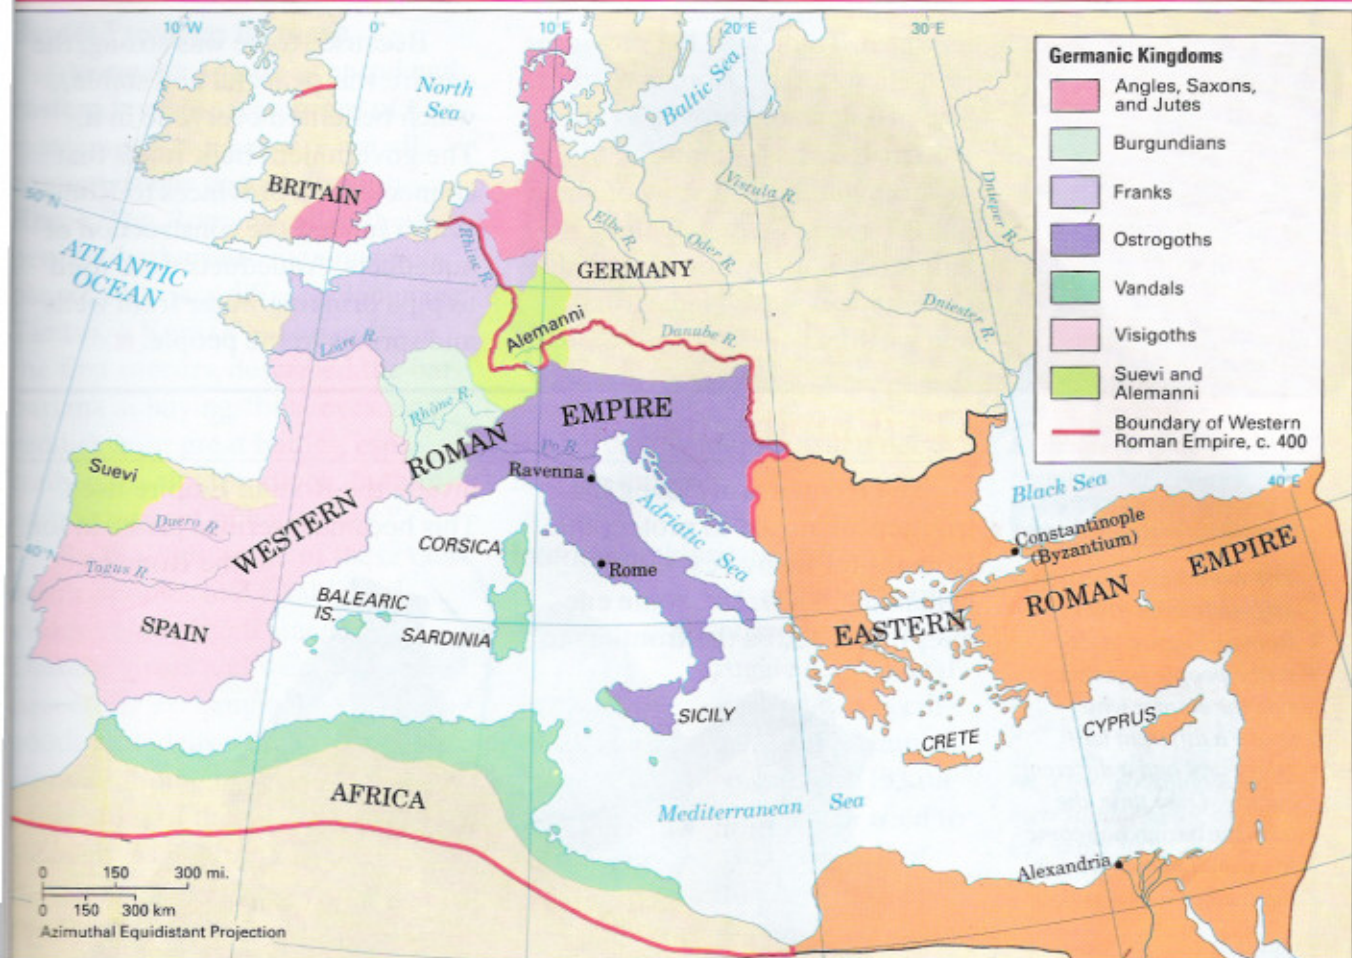 10°W
0°
10°E
20°E
30°E
North
Sea
Baltic Sea
Germanic Kingdoms
Angles, Saxons,
and Jutes
Burgundians
Franks
Ostrogoths
Vandals
Visigoths
Suevi and
Alemanni
Boundary of Western
Roman Empire, c. 400
BRITAIN
50°N
ATLANTIC
OCEAN
Rhine R.
Elbe R.
Oder R.
Vistula R.
Dnieper R.
Dniester R.
GERMANY
Danube R.
Alemanni
Loire R.
Rhône R.
Po R.
WESTERN ROMAN EMPIRE
Ravenna
Adriatic Sea
Rome
Suevi
Duero R.
40°N
Tagus R.
SPAIN
CORSICA
BALEARIC
IS.
SARDINIA
SICILY
Black Sea
40°E
Constantinople
(Byzantium)
EASTERN ROMAN EMPIRE
CRETE
CYPRUS
Mediterranean Sea
AFRICA
Alexandria
0 150 300 mi.
0 150 300 km
Azimuthal Equidistant Projection